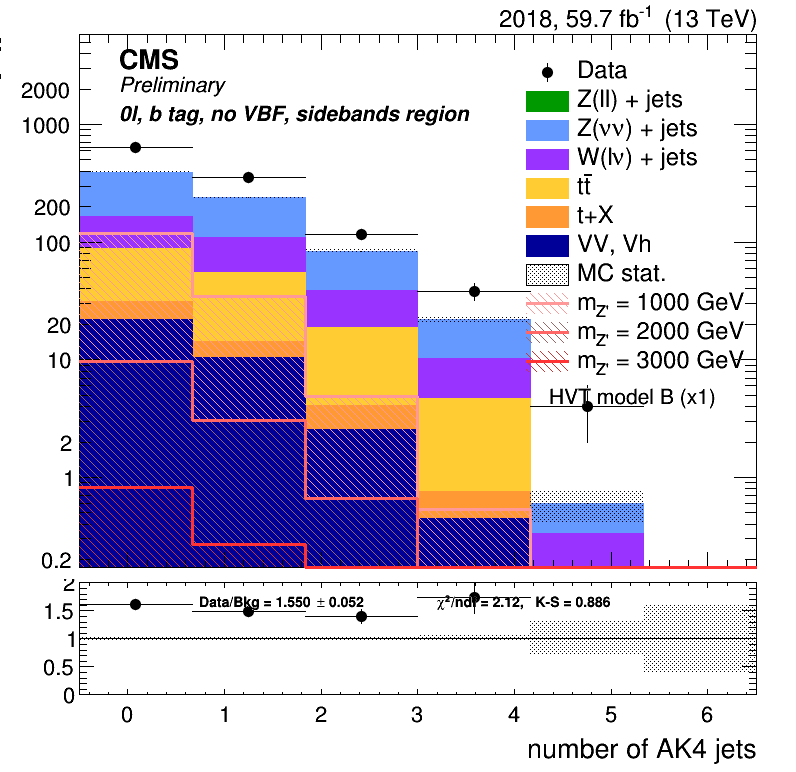 2018, 59.7 fb⁻¹ (13 TeV)
CMS
Preliminary
0l, b tag, no VBF, sidebands region
Data
Z(ll) + jets
Z(νν) + jets
W(lν) + jets
tt̄
t+X
VV, Vh
MC stat.
m_Z' = 1000 GeV
m_Z' = 2000 GeV
m_Z' = 3000 GeV
HVT model B (x1)
2000
1000
200
100
20
10
2
1
0.2
2
1.5
1
0.5
0
Data/Bkg = 1.550 ± 0.052
χ²/ndf = 2.12, K-S = 0.886
0 1 2 3 4 5 6
number of AK4 jets